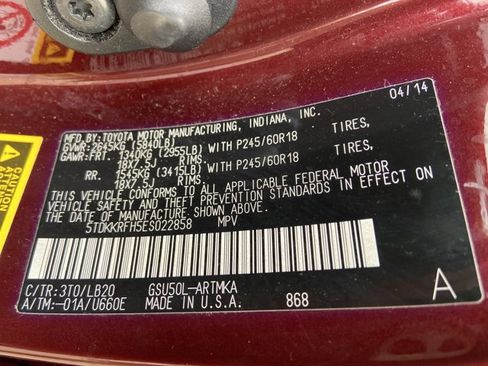 04/14
MFD.BY:TOYOTA MOTOR MANUFACTURING, INDIANA, INC.
GVWR:2645KG (5840LB)
GAWR:FRT. 1340KG (2955LB) WITH P245/60R18 TIRES,
18X7.5J RIMS.
RR. 1545KG (3415LB) WITH P245/60R18 TIRES,
18X7.5J RIMS.
THIS VEHICLE CONFORMS TO ALL APPLICABLE FEDERAL MOTOR
VEHICLE SAFETY AND THEFT PREVENTION STANDARDS IN EFFECT ON
THE DATE OF MANUFACTURE SHOWN ABOVE.
5TDKKRFH5ES022858 MPV
C/TR:3T0/LB20 GSU50L-ARTMKA A
A/TM:-01A/U660E MADE IN U.S.A. 868